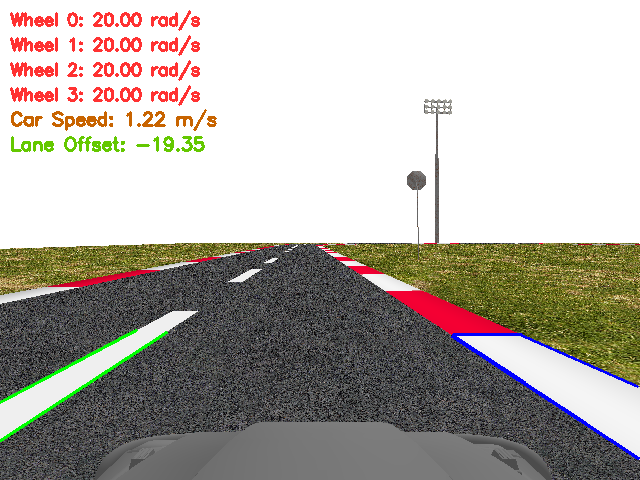 Wheel 0: 20.00 rad/s
Wheel 1: 20.00 rad/s
Wheel 2: 20.00 rad/s
Wheel 3: 20.00 rad/s
Car Speed: 1.22 m/s
Lane Offset: -19.35